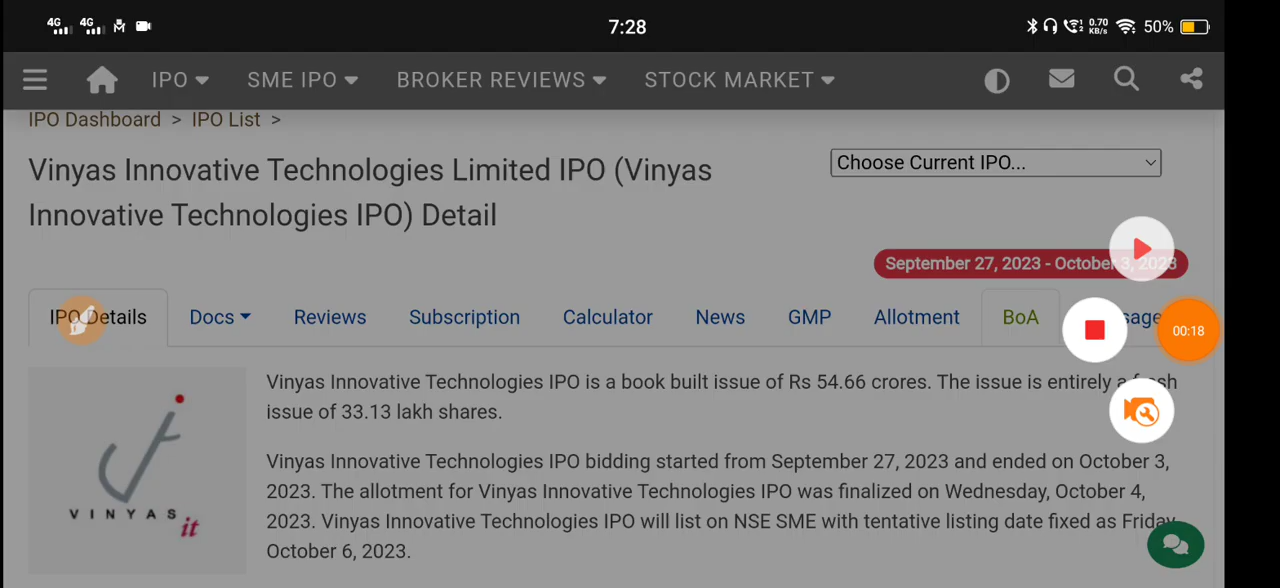 4G 4G 7:28 0.70 KB/s 50%
IPO SME IPO BROKER REVIEWS STOCK MARKET
IPO Dashboard > IPO List >
Vinyas Innovative Technologies Limited IPO (Vinyas
Innovative Technologies IPO) Detail
Choose Current IPO...
September 27, 2023 - October 3, 2023
IPO Details Docs Reviews Subscription Calculator News GMP Allotment BoA sage
00:18
VINYAS it
Vinyas Innovative Technologies IPO is a book built issue of Rs 54.66 crores. The issue is entirely a fresh
issue of 33.13 lakh shares.
Vinyas Innovative Technologies IPO bidding started from September 27, 2023 and ended on October 3,
2023. The allotment for Vinyas Innovative Technologies IPO was finalized on Wednesday, October 4,
2023. Vinyas Innovative Technologies IPO will list on NSE SME with tentative listing date fixed as Friday,
October 6, 2023.